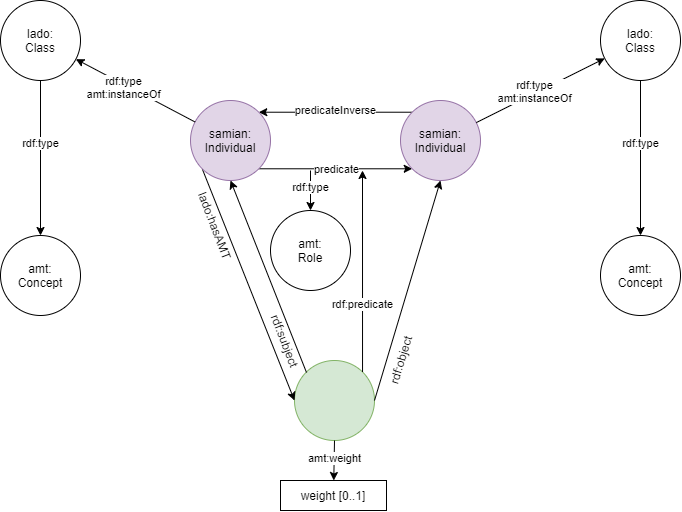 lado:
Class
lado:
Class
rdf:type
amt:instanceOf
rdf:type
amt:instanceOf
predicateInverse
samian:
Individual
samian:
Individual
rdf:type
rdf:type
predicate
rdf:type
lado:hasAMT
amt:
Role
amt:
Concept
amt:
Concept
rdf:predicate
rdf:subject
rdf:object
amt:weight
weight [0..1]